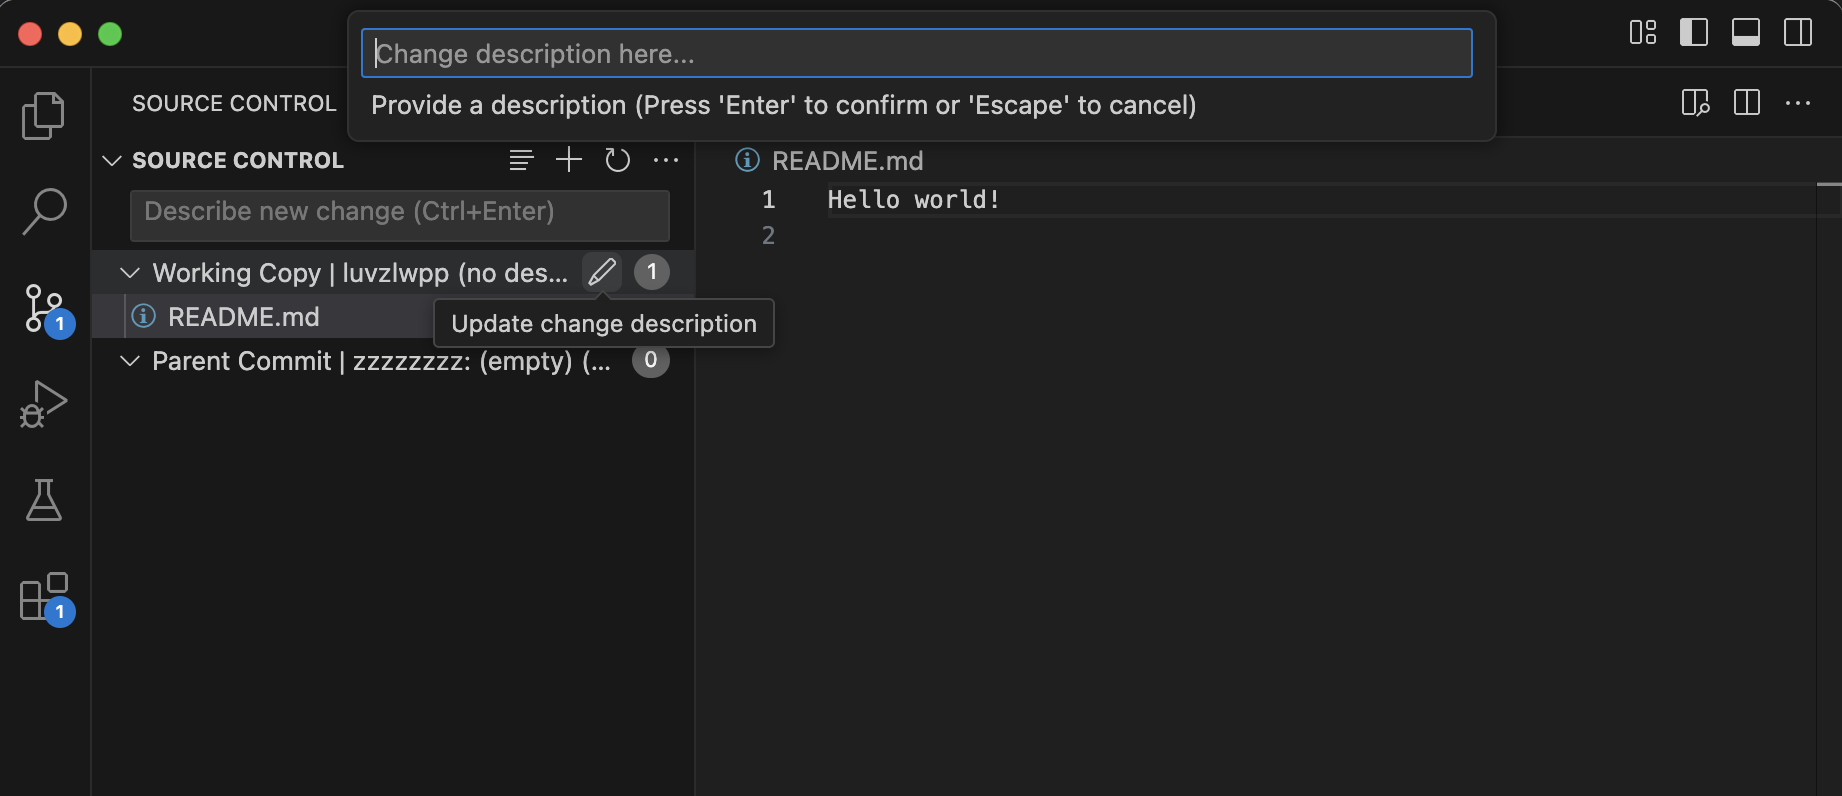 Change description here...
Provide a description (Press 'Enter' to confirm or 'Escape' to cancel)
SOURCE CONTROL
SOURCE CONTROL
Describe new change (Ctrl+Enter)
Working Copy | luvzlwpp (no des... 1
README.md
Update change description
Parent Commit | zzzzzzzz: (empty) (... 0
1
1
README.md
1 Hello world!
2